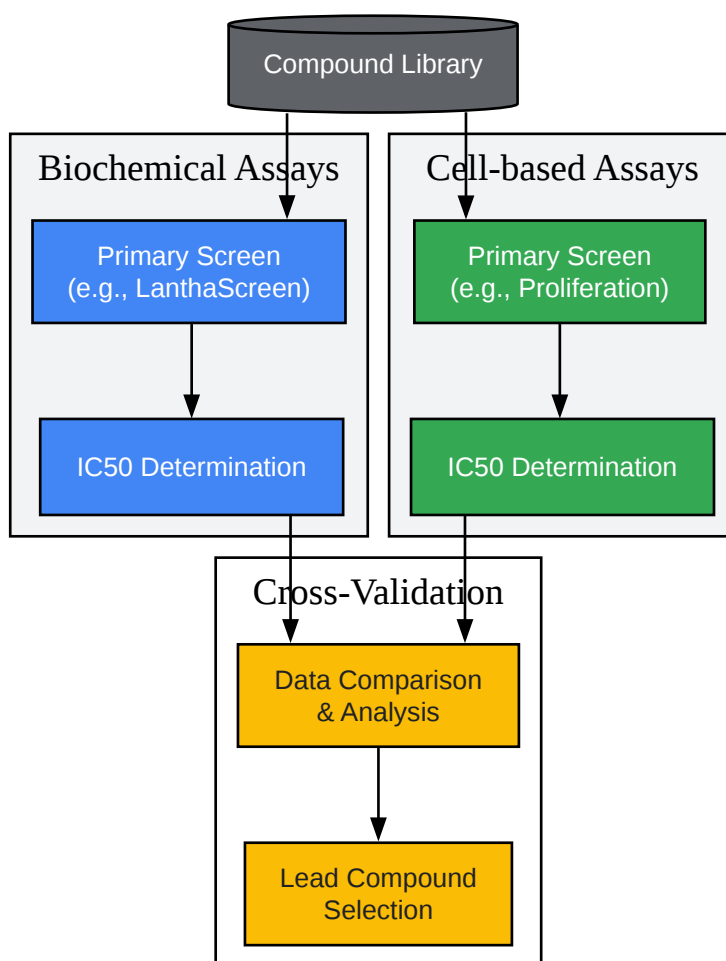 Compound Library
Biochemical Assays
Primary Screen
(e.g., LanthaScreen)
IC50 Determination
Cell-based Assays
Primary Screen
(e.g., Proliferation)
IC50 Determination
Cross-Validation
Data Comparison
& Analysis
Lead Compound
Selection